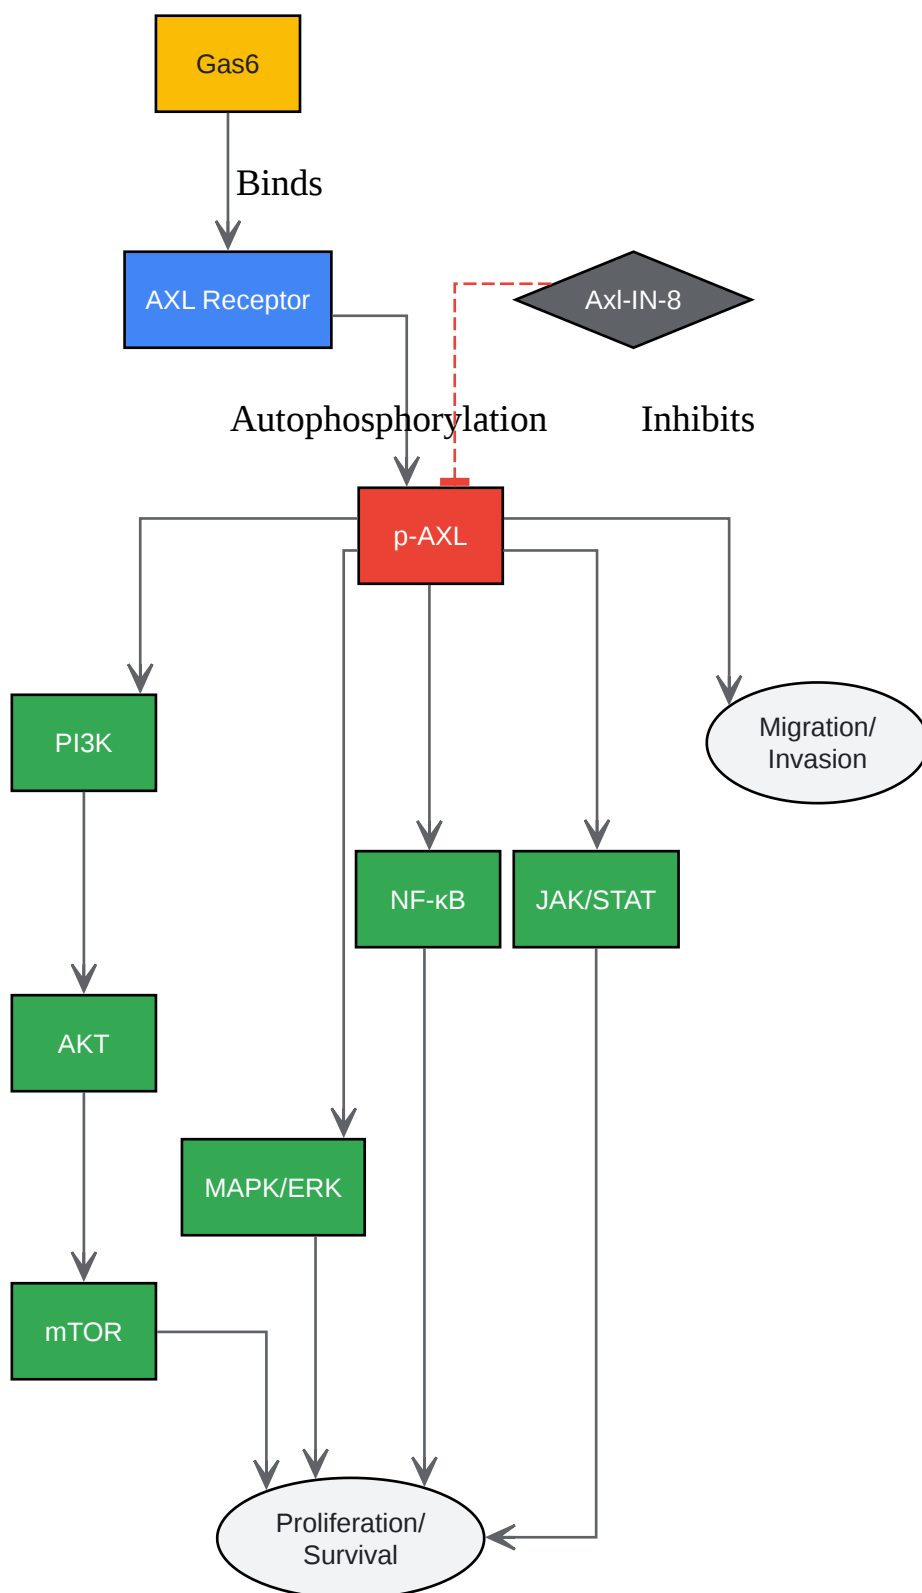 Gas6
Binds
AXL Receptor
Axl-IN-8
Autophosphorylation
Inhibits
p-AXL
PI3K
Migration/
Invasion
NF-κB
JAK/STAT
AKT
MAPK/ERK
mTOR
Proliferation/
Survival